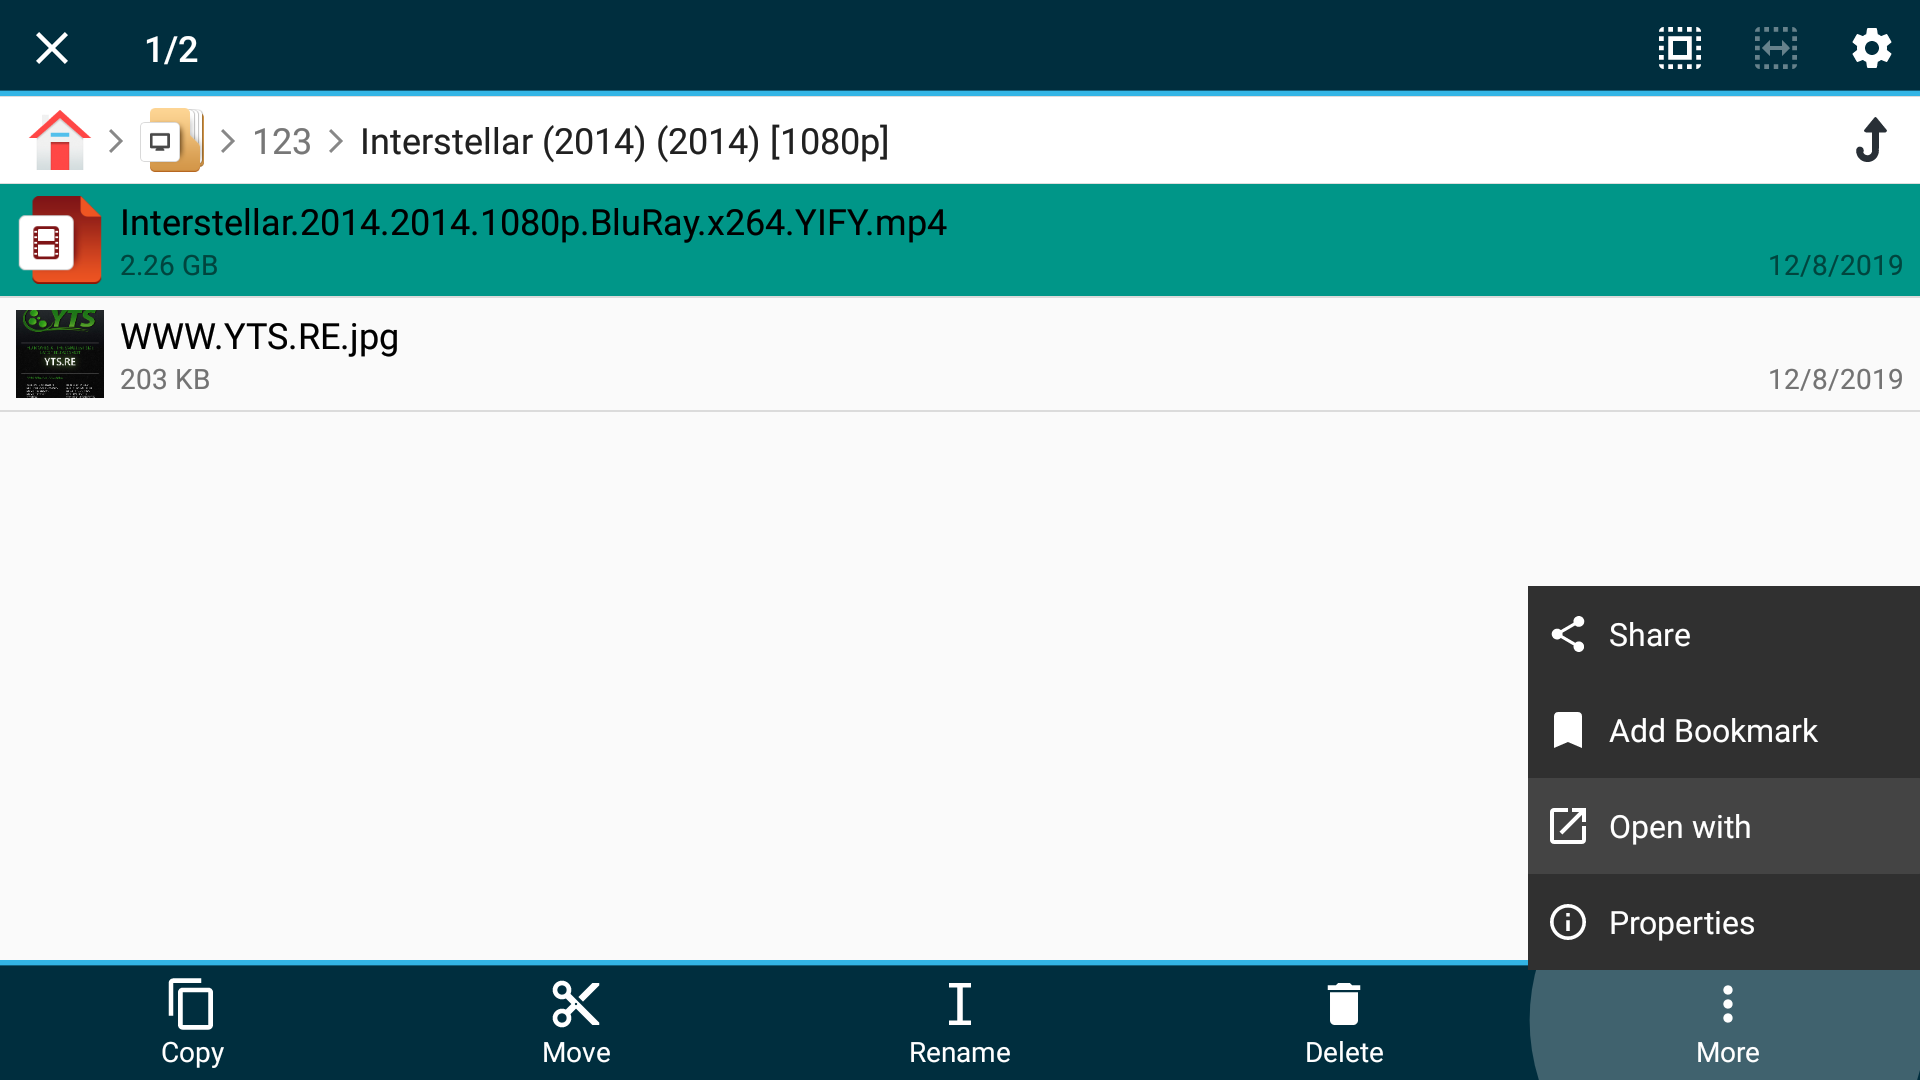 1/2
123 Interstellar (2014) (2014) [1080p]
Interstellar.2014.2014.1080p.BluRay.x264.YIFY.mp4
2.26 GB 12/8/2019
YTS
YTS.RE
WWW.YTS.RE.jpg
203 KB 12/8/2019
Share
Add Bookmark
Open with
Properties
Copy Move Rename Delete More